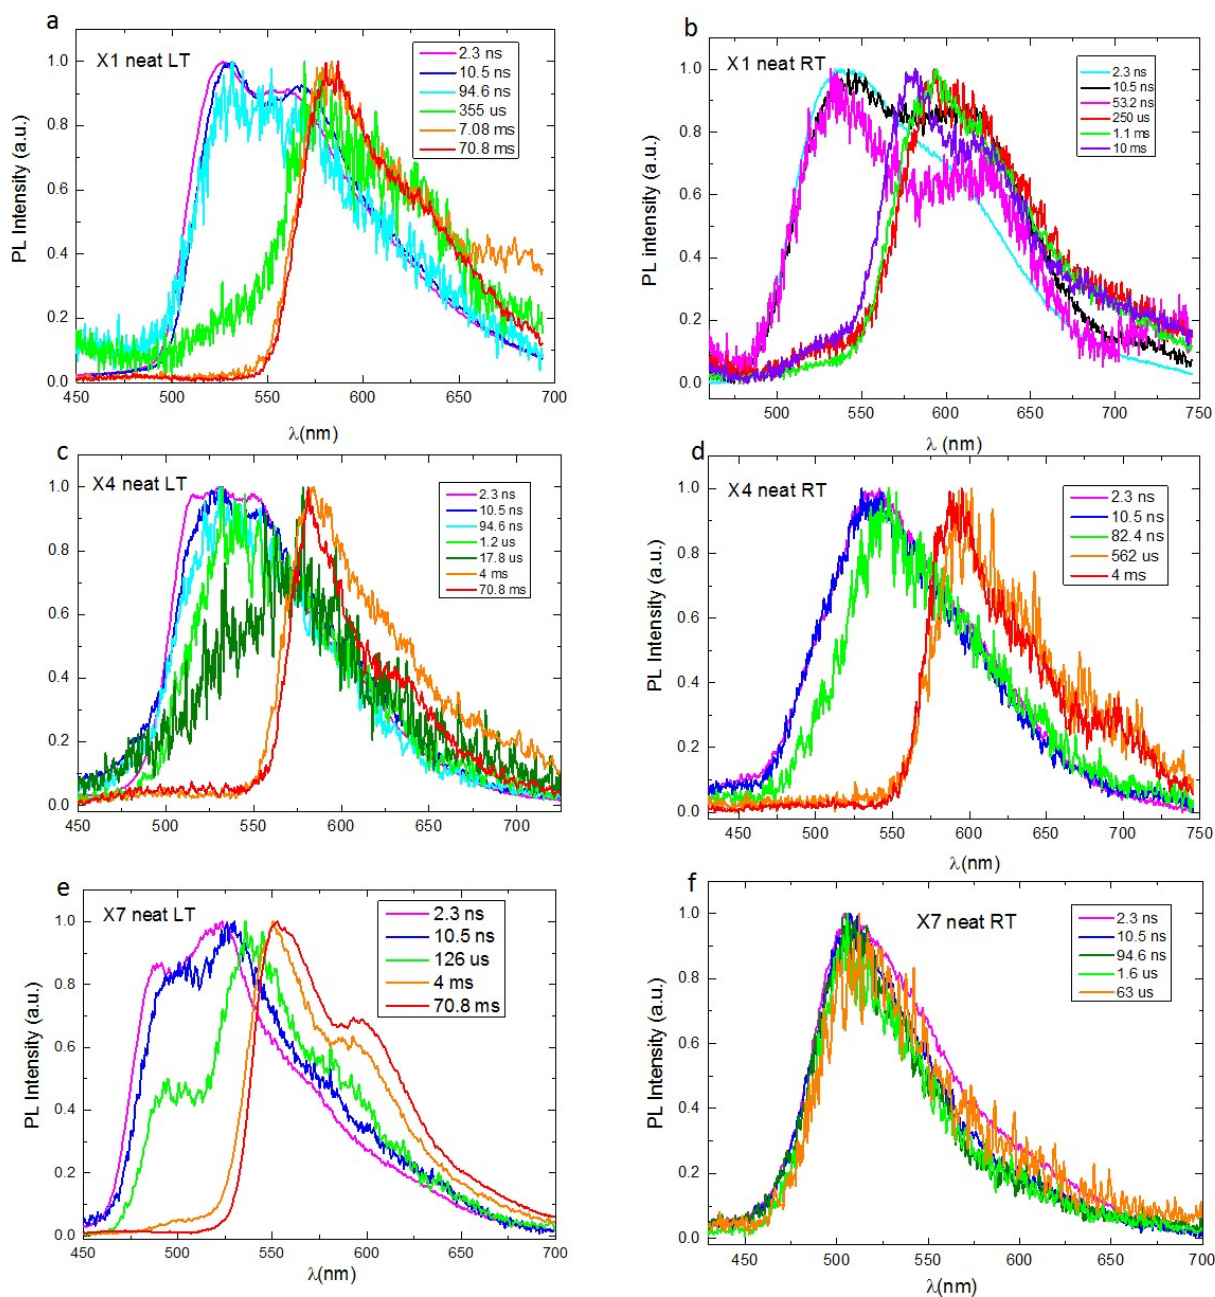 a
X1 neat LT
2.3 ns
10.5 ns
94.6 ns
355 us
7.08 ms
70.8 ms
PL Intensity (a.u.)
1.0
0.8
0.6
0.4
0.2
0.0
450 500 550 600 650 700
λ(nm)
b
X1 neat RT
2.3 ns
10.5 ns
53.2 ns
250 us
1.1 ms
10 ms
PL intensity (a.u.)
1.0
0.8
0.6
0.4
0.2
0.0
500 550 600 650 700 750
λ (nm)
c
X4 neat LT
2.3 ns
10.5 ns
94.6 ns
1.2 us
17.8 us
4 ms
70.8 ms
PL Intensity (a.u.)
1.0
0.8
0.6
0.4
0.2
0.0
450 500 550 600 650 700
λ(nm)
d
X4 neat RT
2.3 ns
10.5 ns
82.4 ns
562 us
4 ms
PL Intensity (a.u.)
1.0
0.8
0.6
0.4
0.2
0.0
450 500 550 600 650 700 750
λ(nm)
e
X7 neat LT
2.3 ns
10.5 ns
126 us
4 ms
70.8 ms
PL Intensity (a.u.)
1.0
0.8
0.6
0.4
0.2
0.0
450 500 550 600 650 700
λ(nm)
f
X7 neat RT
2.3 ns
10.5 ns
94.6 ns
1.6 us
63 us
PL Intensity (a.u.)
1.0
0.8
0.6
0.4
0.2
0.0
450 500 550 600 650 700
λ(nm)